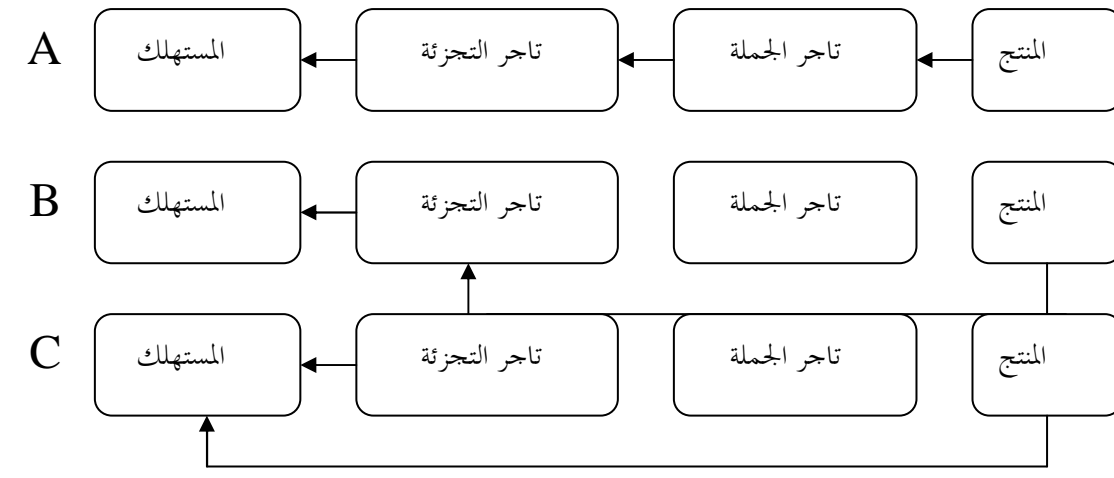 A المنتج تاجر الجملة تاجر التجزئة المستهلك
B المنتج تاجر الجملة تاجر التجزئة المستهلك
C المنتج تاجر الجملة تاجر التجزئة المستهلك